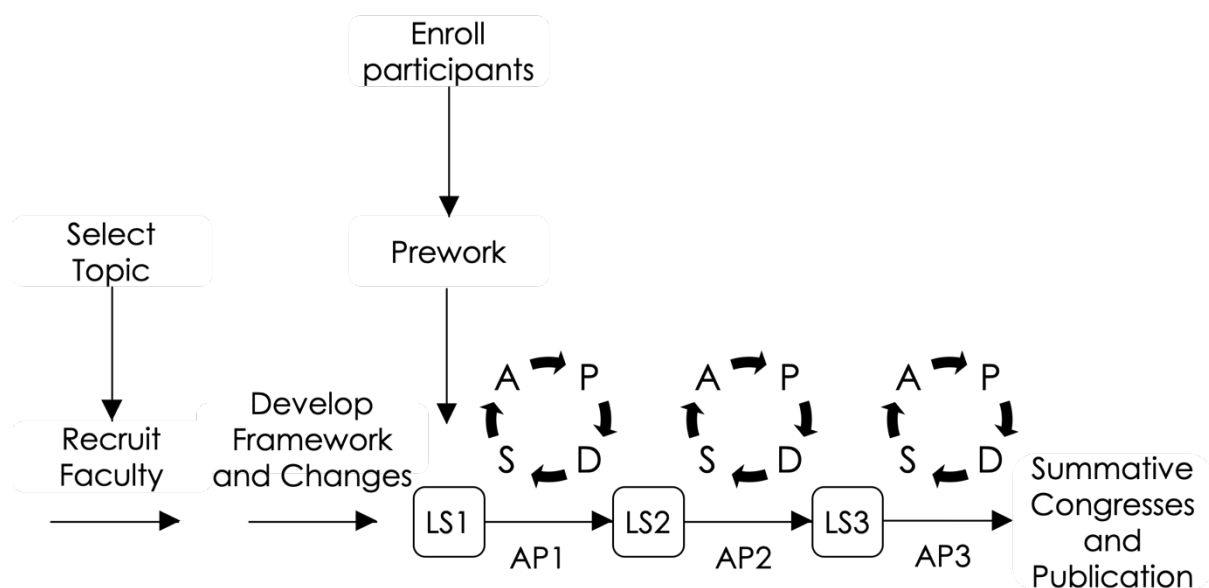 Enroll
participants
Select
Topic
Prework
Recruit
Faculty
Develop
Framework
and Changes
A P
S D
A P
S D
A P
S D
LS1
AP1
LS2
AP2
LS3
AP3
Summative
Congresses
and
Publication